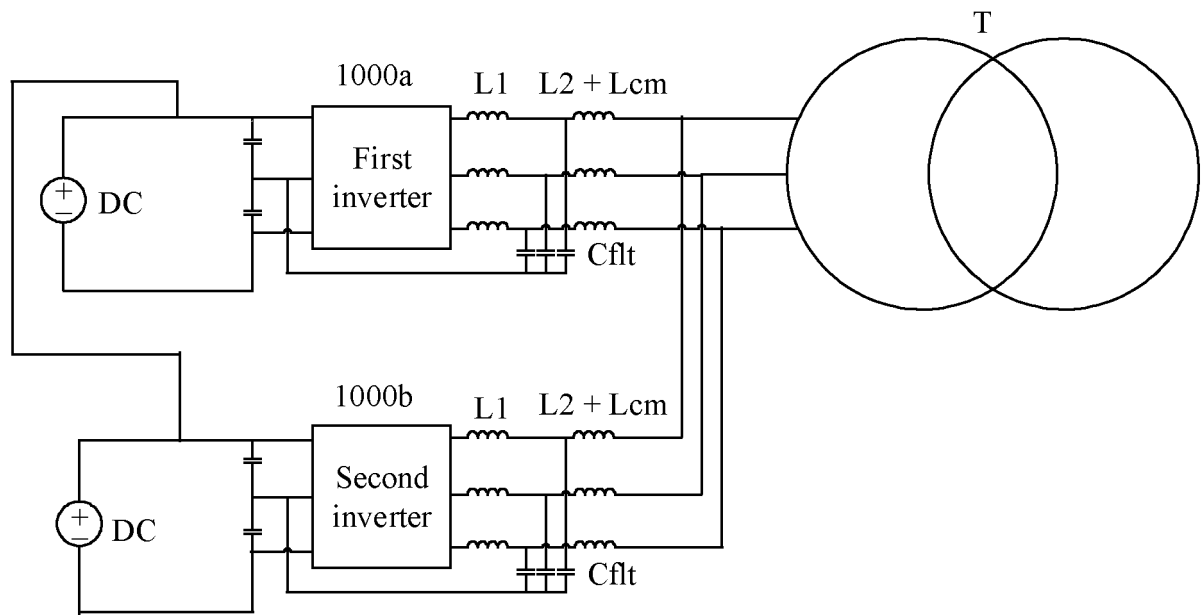 T
1000a
L1
L2 + Lcm
First
inverter
+
−
DC
Cflt
1000b
L1
L2 + Lcm
Second
inverter
+
−
DC
Cflt